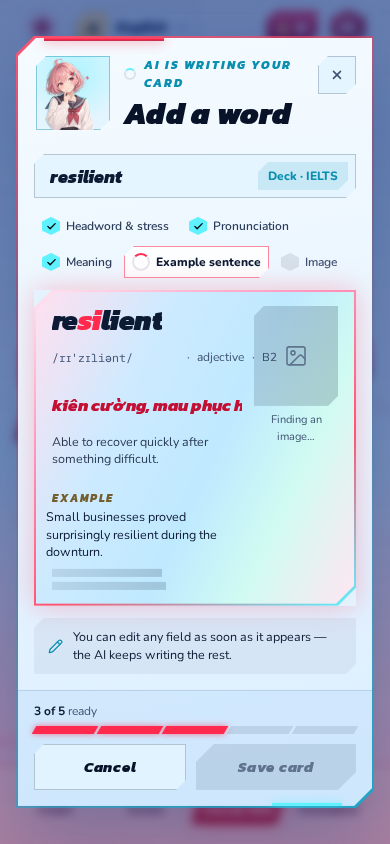 AI IS WRITING YOUR
CARD
Add a word
resilient
Deck · IELTS
Headword & stress
Pronunciation
Meaning
Example sentence
Image
resilient
/rɪˈzɪliənt/ · adjective · B2
kiên cường, mau phục h
Finding an
image…
Able to recover quickly after
something difficult.
EXAMPLE
Small businesses proved
surprisingly resilient during the
downturn.
You can edit any field as soon as it appears —
the AI keeps writing the rest.
3 of 5 ready
Cancel
Save card